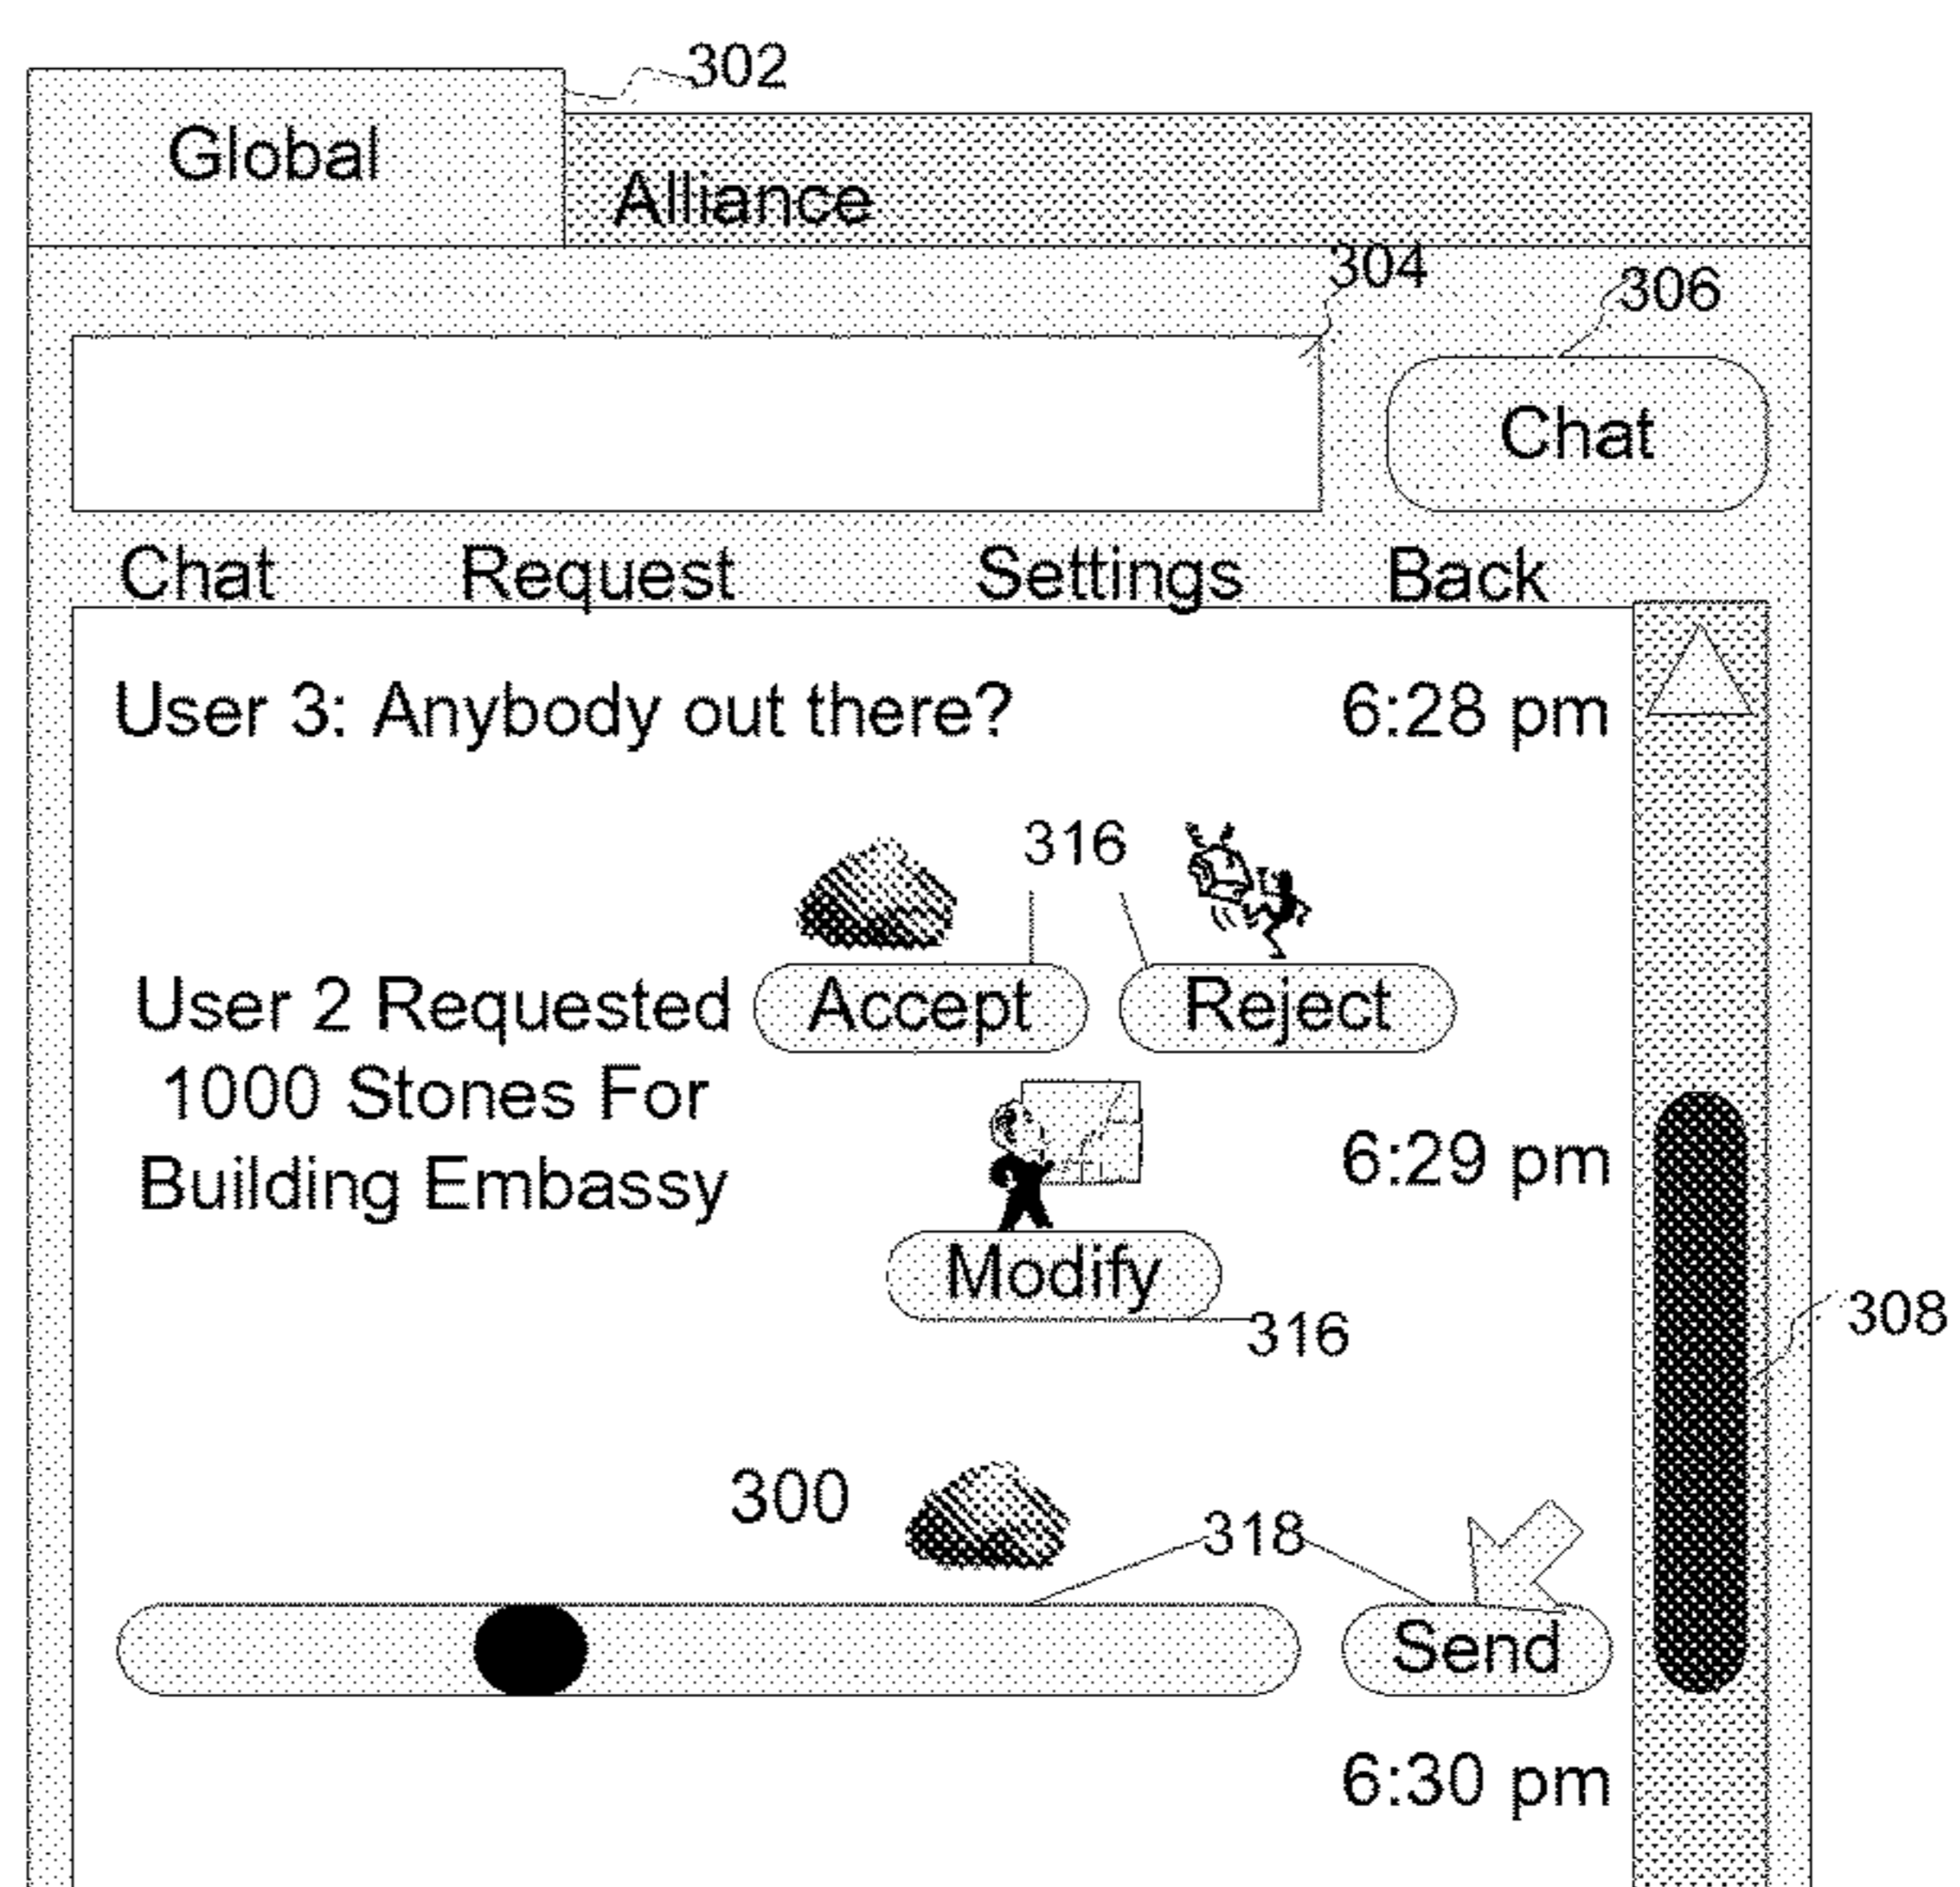 302
Global
Alliance
304
306
Chat
Chat Request Settings Back
User 3: Anybody out there? 6:28 pm
316
User 2 Requested Accept Reject
1000 Stones For
6:29 pm
Building Embassy
Modify
308
316
300
318
Send
6:30 pm